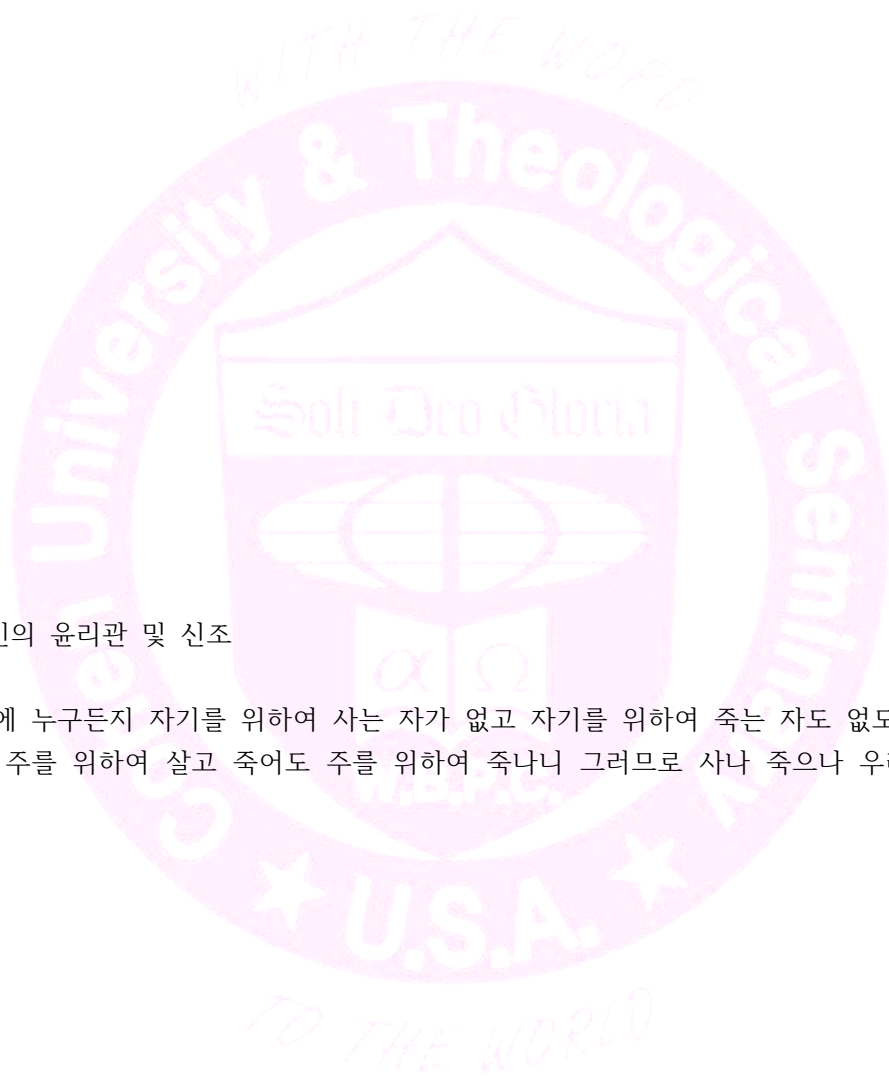 WITH THE WORD
Cohen University & Theological Seminary
Soli Deo Gloria
의 윤리관 및 신조
α Ω
에 누구든지 자기를 위하여 사는 자가 없고 자기를 위하여 죽는 자도 없도
주를 위하여 살고 죽어도 주를 위하여 죽나니 그러므로 사나 죽으나 우리
W.B.P.C.
U.S.A.
TO THE WORLD